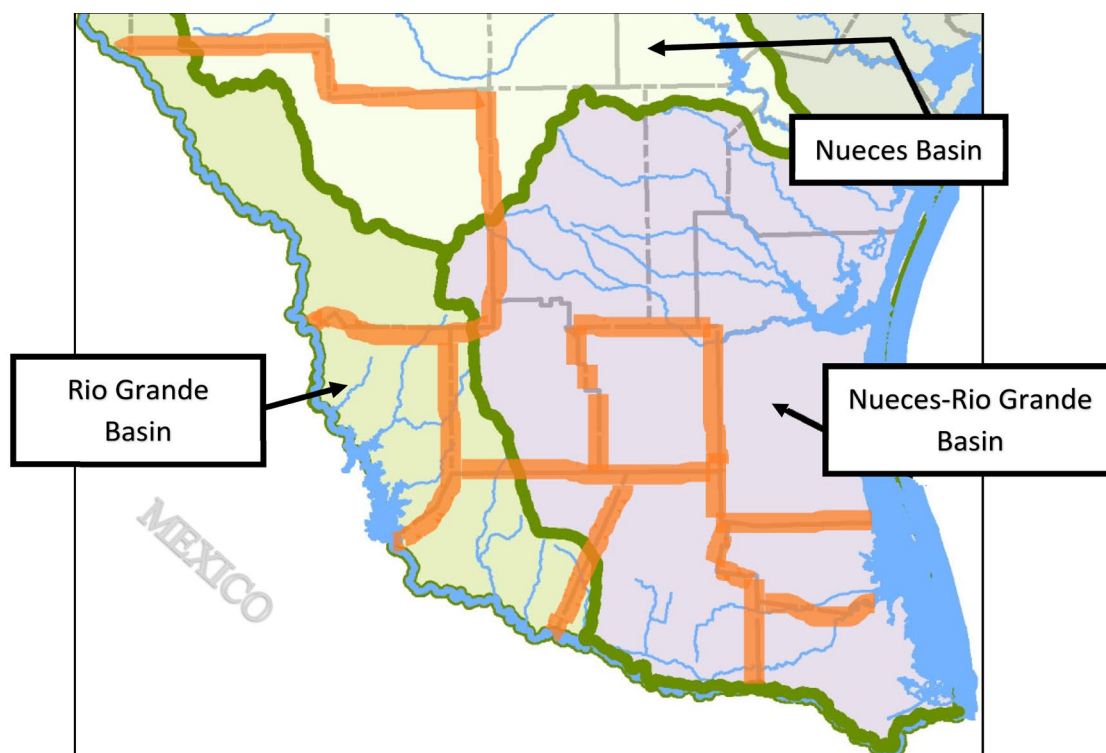 Nueces Basin
Rio Grande
Basin
Nueces-Rio Grande
Basin
MEXICO